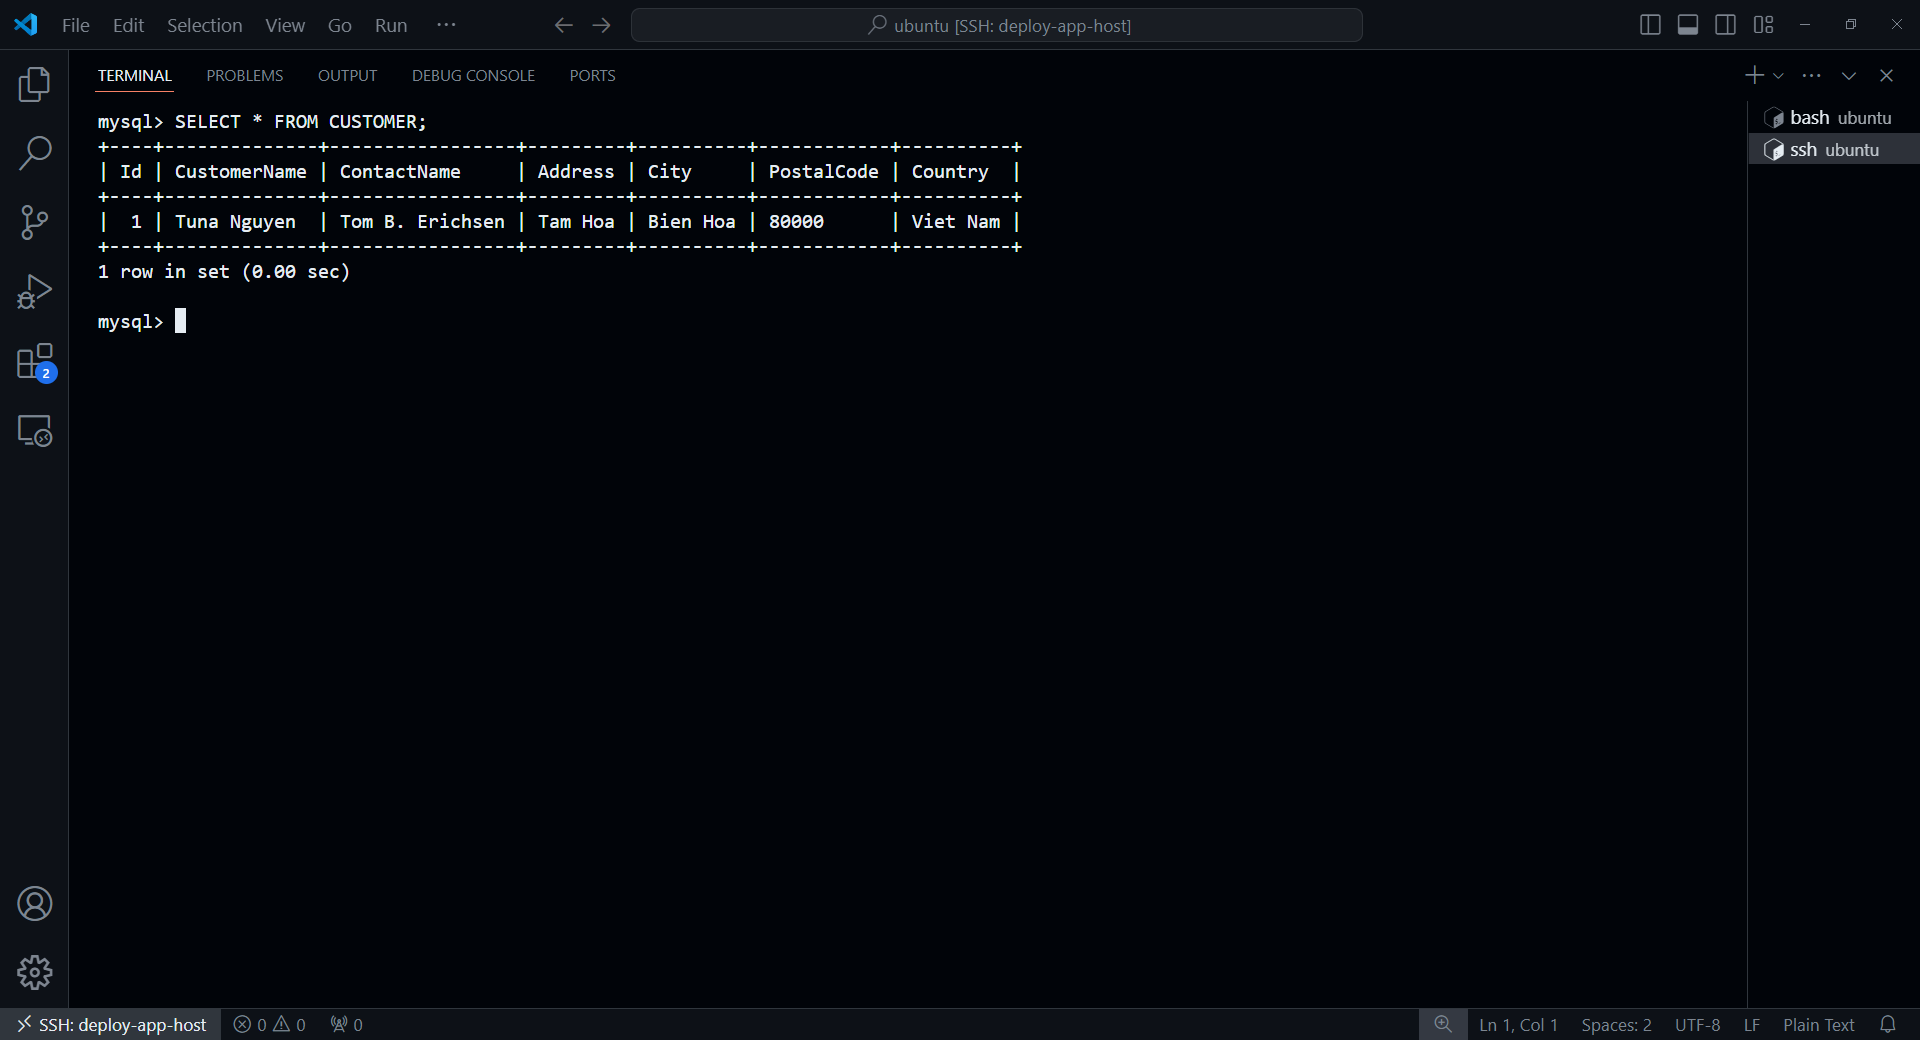 File Edit Selection View Go Run ···
ubuntu [SSH: deploy-app-host]
TERMINAL PROBLEMS OUTPUT DEBUG CONSOLE PORTS
mysql> SELECT * FROM CUSTOMER;
+----+--------------+-----------------+---------+----------+------------+----------+
| Id | CustomerName | ContactName     | Address | City     | PostalCode | Country  |
+----+--------------+-----------------+---------+----------+------------+----------+
|  1 | Tuna Nguyen  | Tom B. Erichsen | Tam Hoa | Bien Hoa | 80000      | Viet Nam |
+----+--------------+-----------------+---------+----------+------------+----------+
1 row in set (0.00 sec)
mysql>
bash ubuntu
ssh ubuntu
2
SSH: deploy-app-host 0 0 0 Ln 1, Col 1 Spaces: 2 UTF-8 LF Plain Text